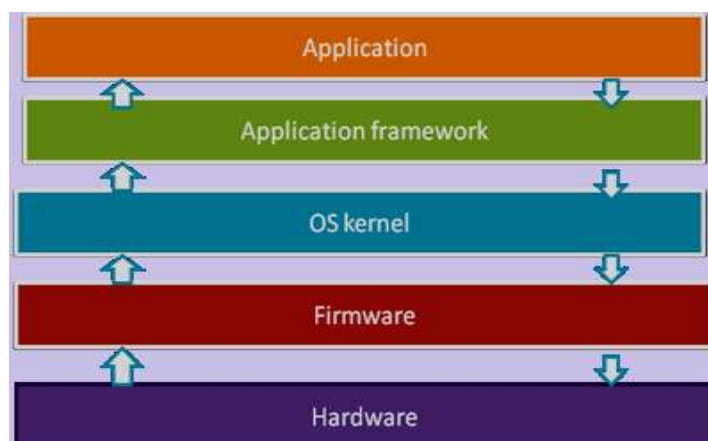 Application
Application framework
OS kernel
Firmware
Hardware